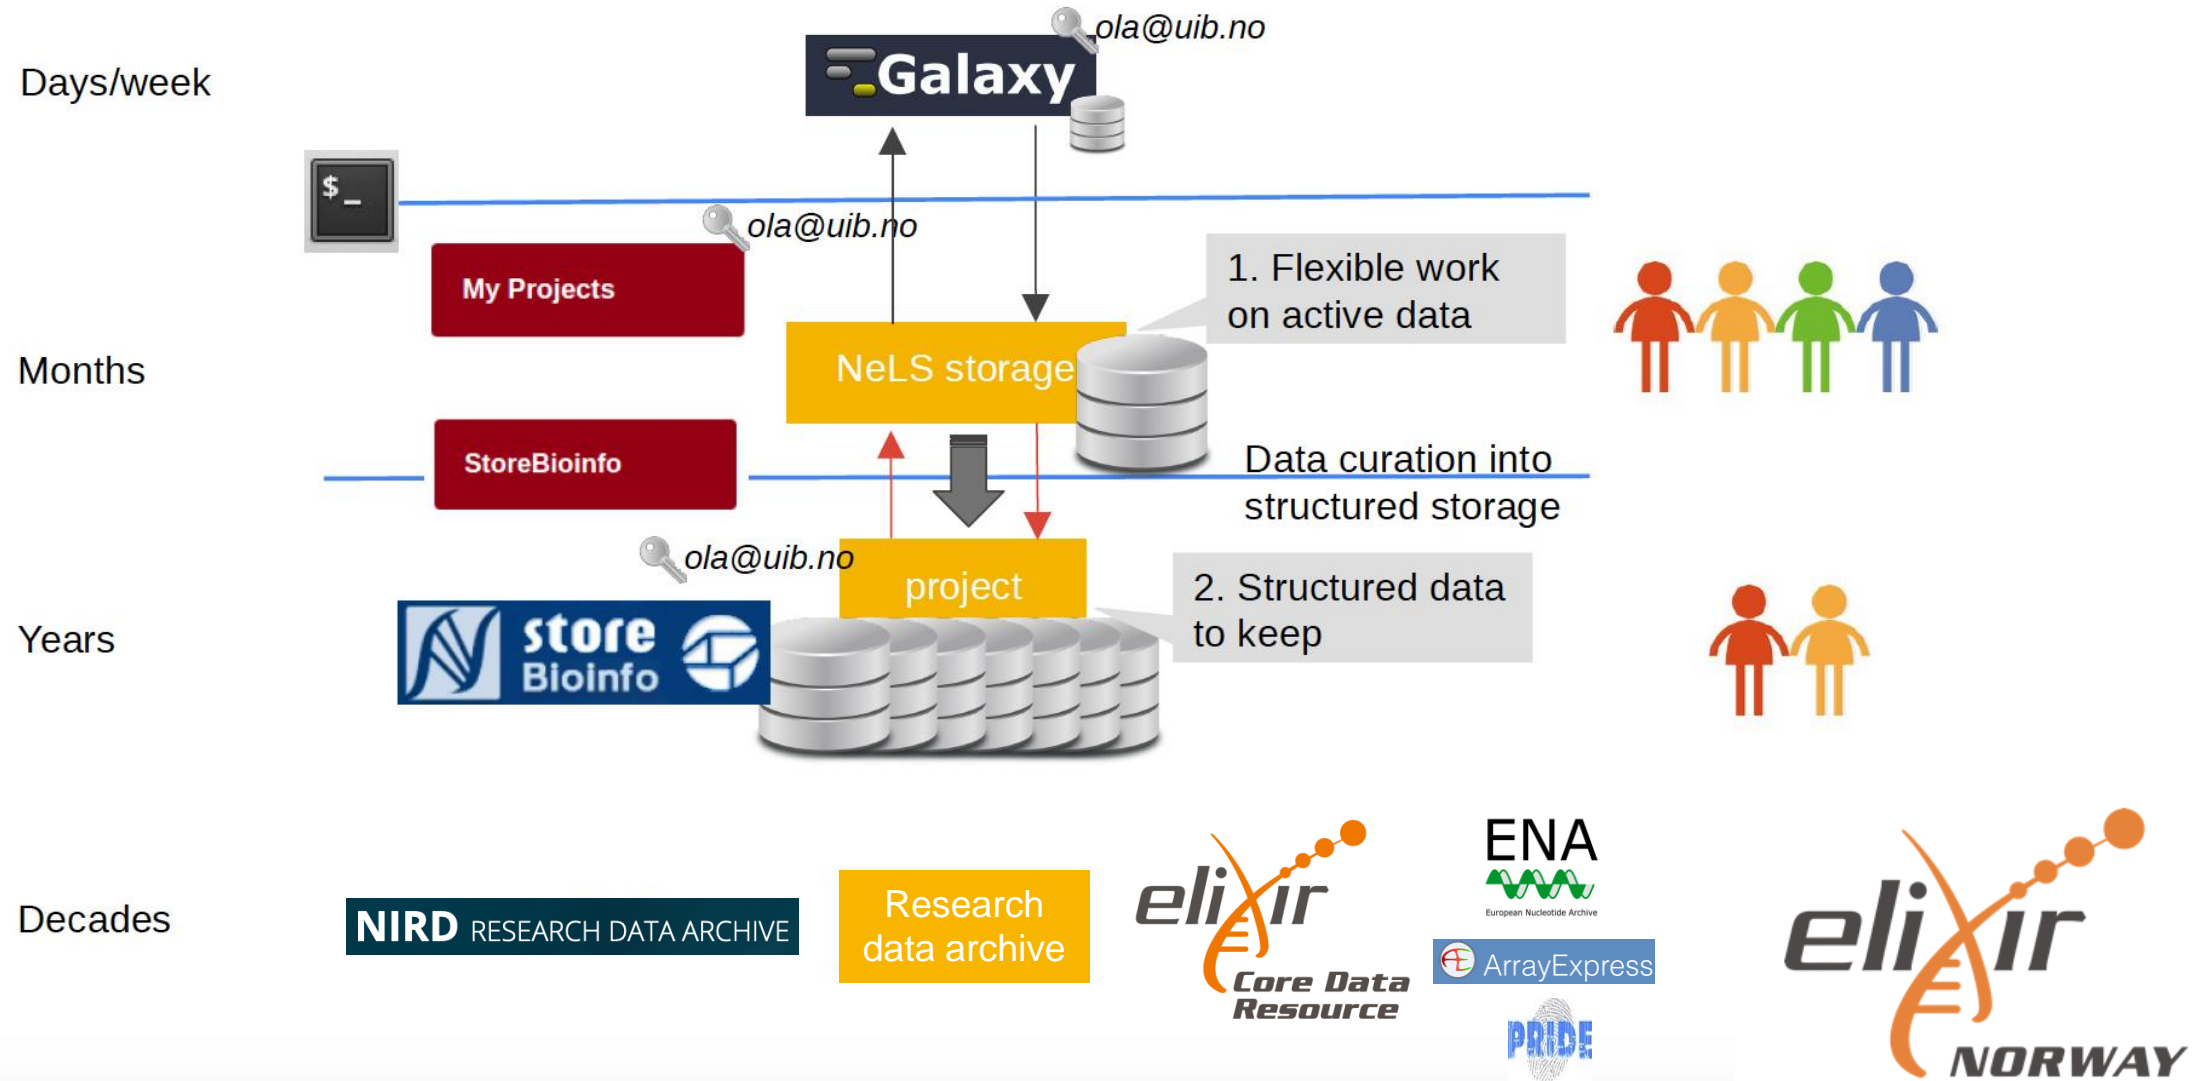 ola@uib.no
Days/week
Galaxy
$_
ola@uib.no
My Projects
1. Flexible work
on active data
Months
NeLS storage
StoreBioinfo
Data curation into
structured storage
ola@uib.no
project
2. Structured data
to keep
Years
store
Bioinfo
Decades
NIRD RESEARCH DATA ARCHIVE
Research
data archive
elixir
Core Data
Resource
ENA
European Nucleotide Archive
ArrayExpress
PRIDE
elixir
NORWAY